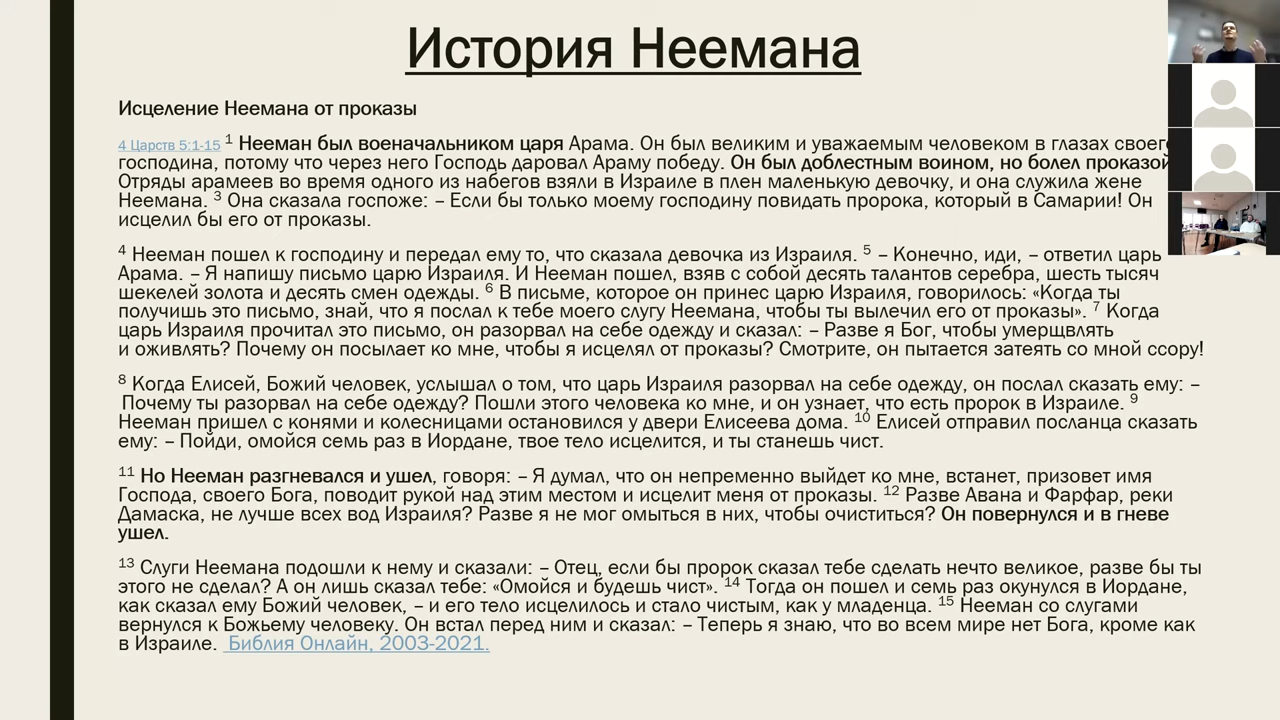 История Неемана
Исцеление Неемана от проказы
4 Царств 5:1-15 1 Нееман был военачальником царя Арама. Он был великим и уважаемым человеком в глазах своего
господина, потому что через него Господь даровал Араму победу. Он был доблестным воином, но болел проказой
Отряды арамеев во время одного из набегов взяли в Израиле в плен маленькую девочку, и она служила жене
Неемана. 3 Она сказала госпоже: – Если бы только моему господину повидать пророка, который в Самарии! Он
исцелил бы его от проказы.
4 Нееман пошел к господину и передал ему то, что сказала девочка из Израиля. 5 – Конечно, иди, – ответил царь
Арама. – Я напишу письмо царю Израиля. И Нееман пошел, взяв с собой десять талантов серебра, шесть тысяч
шекелей золота и десять смен одежды. 6 В письме, которое он принес царю Израиля, говорилось: «Когда ты
получишь это письмо, знай, что я послал к тебе моего слугу Неемана, чтобы ты вылечил его от проказы». 7 Когда
царь Израиля прочитал это письмо, он разорвал на себе одежду и сказал: – Разве я Бог, чтобы умерщвлять
и оживлять? Почему он посылает ко мне, чтобы я исцелял от проказы? Смотрите, он пытается затеять со мной ссору!
8 Когда Елисей, Божий человек, услышал о том, что царь Израиля разорвал на себе одежду, он послал сказать ему: –
Почему ты разорвал на себе одежду? Пошли этого человека ко мне, и он узнает, что есть пророк в Израиле. 9
Нееман пришел с конями и колесницами остановился у двери Елисеева дома. 10 Елисей отправил посланца сказать
ему: – Пойди, омойся семь раз в Иордане, твое тело исцелится, и ты станешь чист.
11 Но Нееман разгневался и ушел, говоря: – Я думал, что он непременно выйдет ко мне, встанет, призовет имя
Господа, своего Бога, поводит рукой над этим местом и исцелит меня от проказы. 12 Разве Авана и Фарфар, реки
Дамаска, не лучше всех вод Израиля? Разве я не мог омыться в них, чтобы очиститься? Он повернулся и в гневе
ушел.
13 Слуги Неемана подошли к нему и сказали: – Отец, если бы пророк сказал тебе сделать нечто великое, разве бы ты
этого не сделал? А он лишь сказал тебе: «Омойся и будешь чист». 14 Тогда он пошел и семь раз окунулся в Иордане,
как сказал ему Божий человек, – и его тело исцелилось и стало чистым, как у младенца. 15 Нееман со слугами
вернулся к Божьему человеку. Он встал перед ним и сказал: – Теперь я знаю, что во всем мире нет Бога, кроме как
в Израиле. Библия Онлайн, 2003-2021.